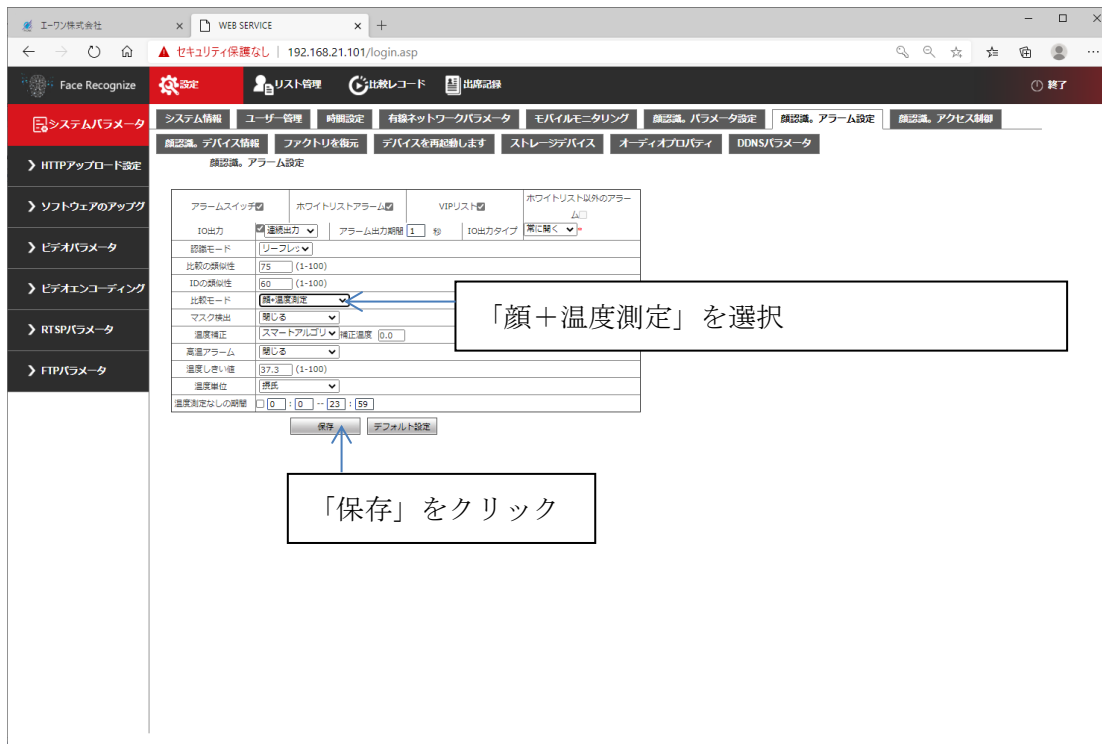 エーワン株式会社
WEB SERVICE
セキュリティ保護なし | 192.168.21.101/login.asp
Face Recognize
設定
リスト管理
比較レコード
出席記録
終了
システムパラメータ
HTTPアップロード設定
ソフトウェアのアップグ
ビデオパラメータ
ビデオエンコーディング
RTSPパラメータ
FTPパラメータ
システム情報 ユーザー管理 時間設定 有線ネットワークパラメータ モバイルモニタリング 顔認識。パラメータ設定 顔認識。アラーム設定 顔認識。アクセス制御
顔認識。デバイス情報 ファクトリを復元 デバイスを再起動します ストレージデバイス オーディオプロパティ DDNSパラメータ
顔認識。アラーム設定
アラームスイッチ ホワイトリストアラーム VIPリスト ホワイトリスト以外のアラー
ム
IO出力 連続出力 アラーム出力期間 1 秒 IO出力タイプ 常に開く *
認識モード リーフレッ
比較の類似性 75 (1-100)
IDの類似性 60 (1-100)
比較モード 顔+温度測定
マスク検出 閉じる
温度補正 スマートアルゴリ 補正温度 0.0
高温アラーム 閉じる
温度しきい値 37.3 (1-100)
温度単位 摂氏
温度測定なしの期間 0 : 0 -- 23 : 59
保存 デフォルト設定
「顔＋温度測定」を選択
「保存」をクリック